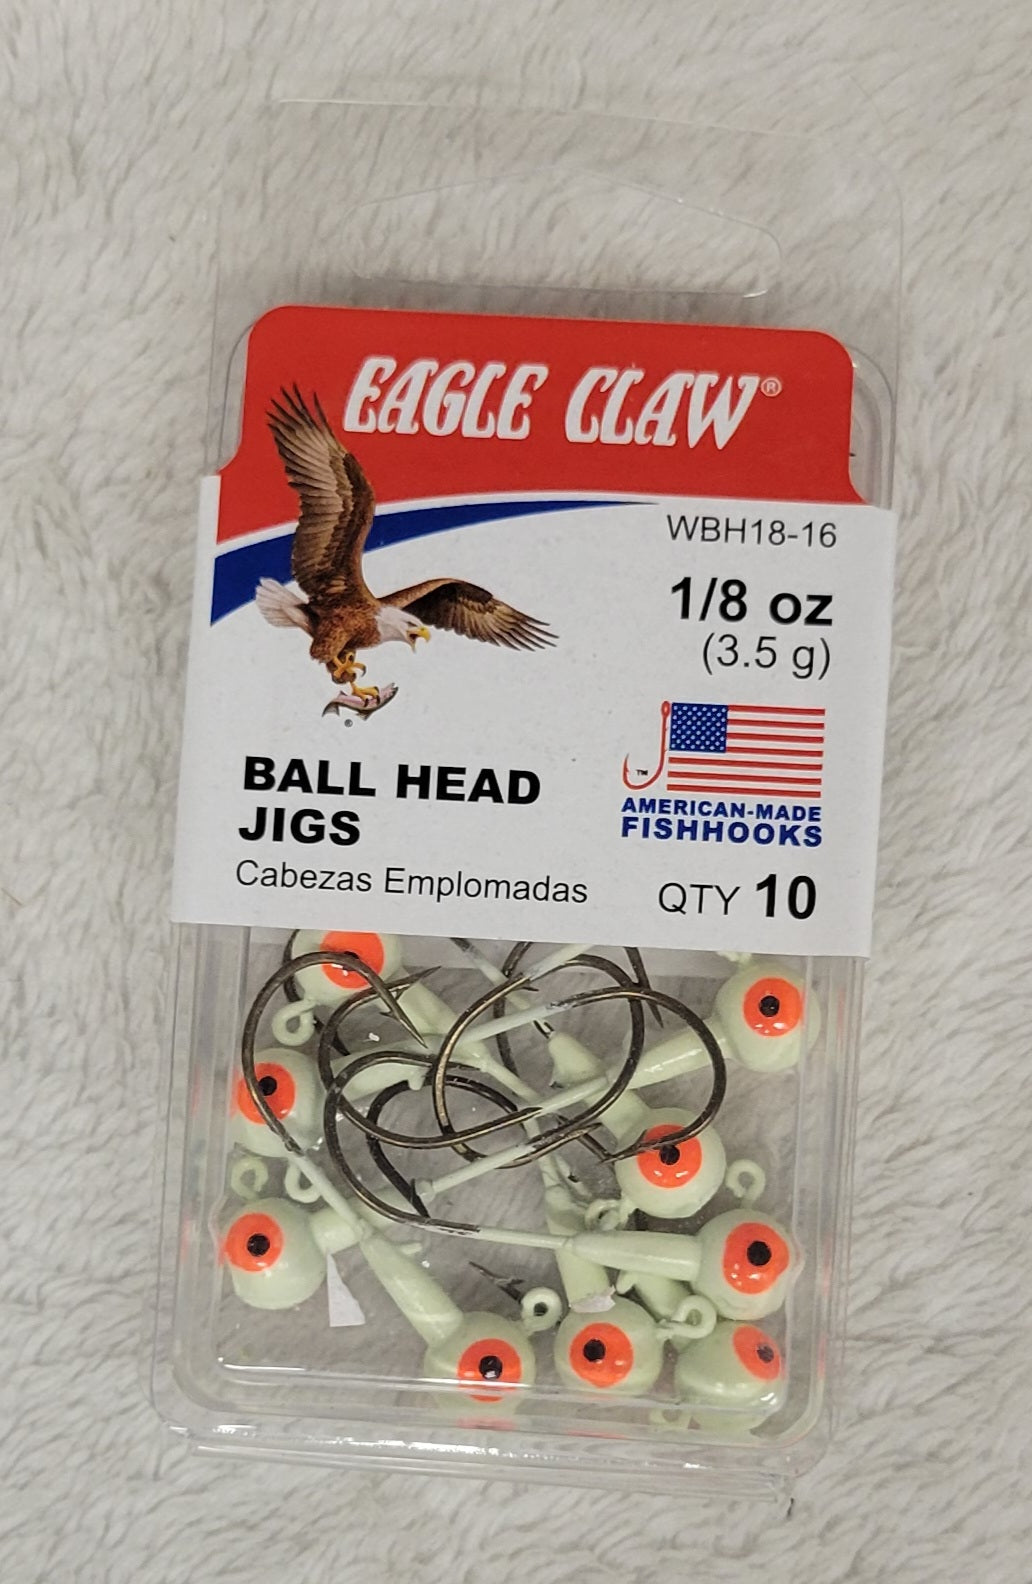 EAGLE CLAW®
WBH18-16
1/8 oz
(3.5 g)
®
™
BALL HEAD
JIGS
Cabezas Emplomadas
AMERICAN-MADE
FISHHOOKS
QTY 10